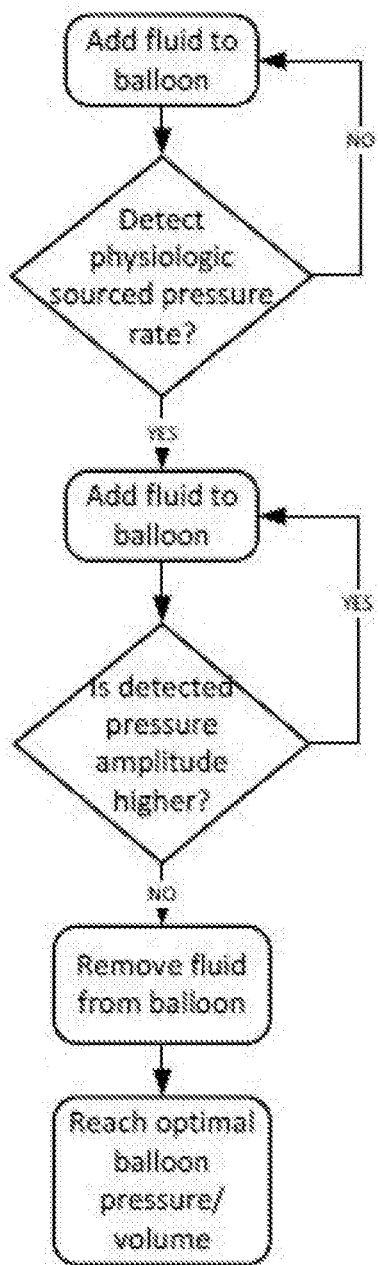 Add fluid to
balloon
NO
Detect
physiologic
sourced pressure
rate?
YES
Add fluid to
balloon
YES
Is detected
pressure
amplitude
higher?
NO
Remove fluid
from balloon
Reach optimal
balloon
pressure/
volume